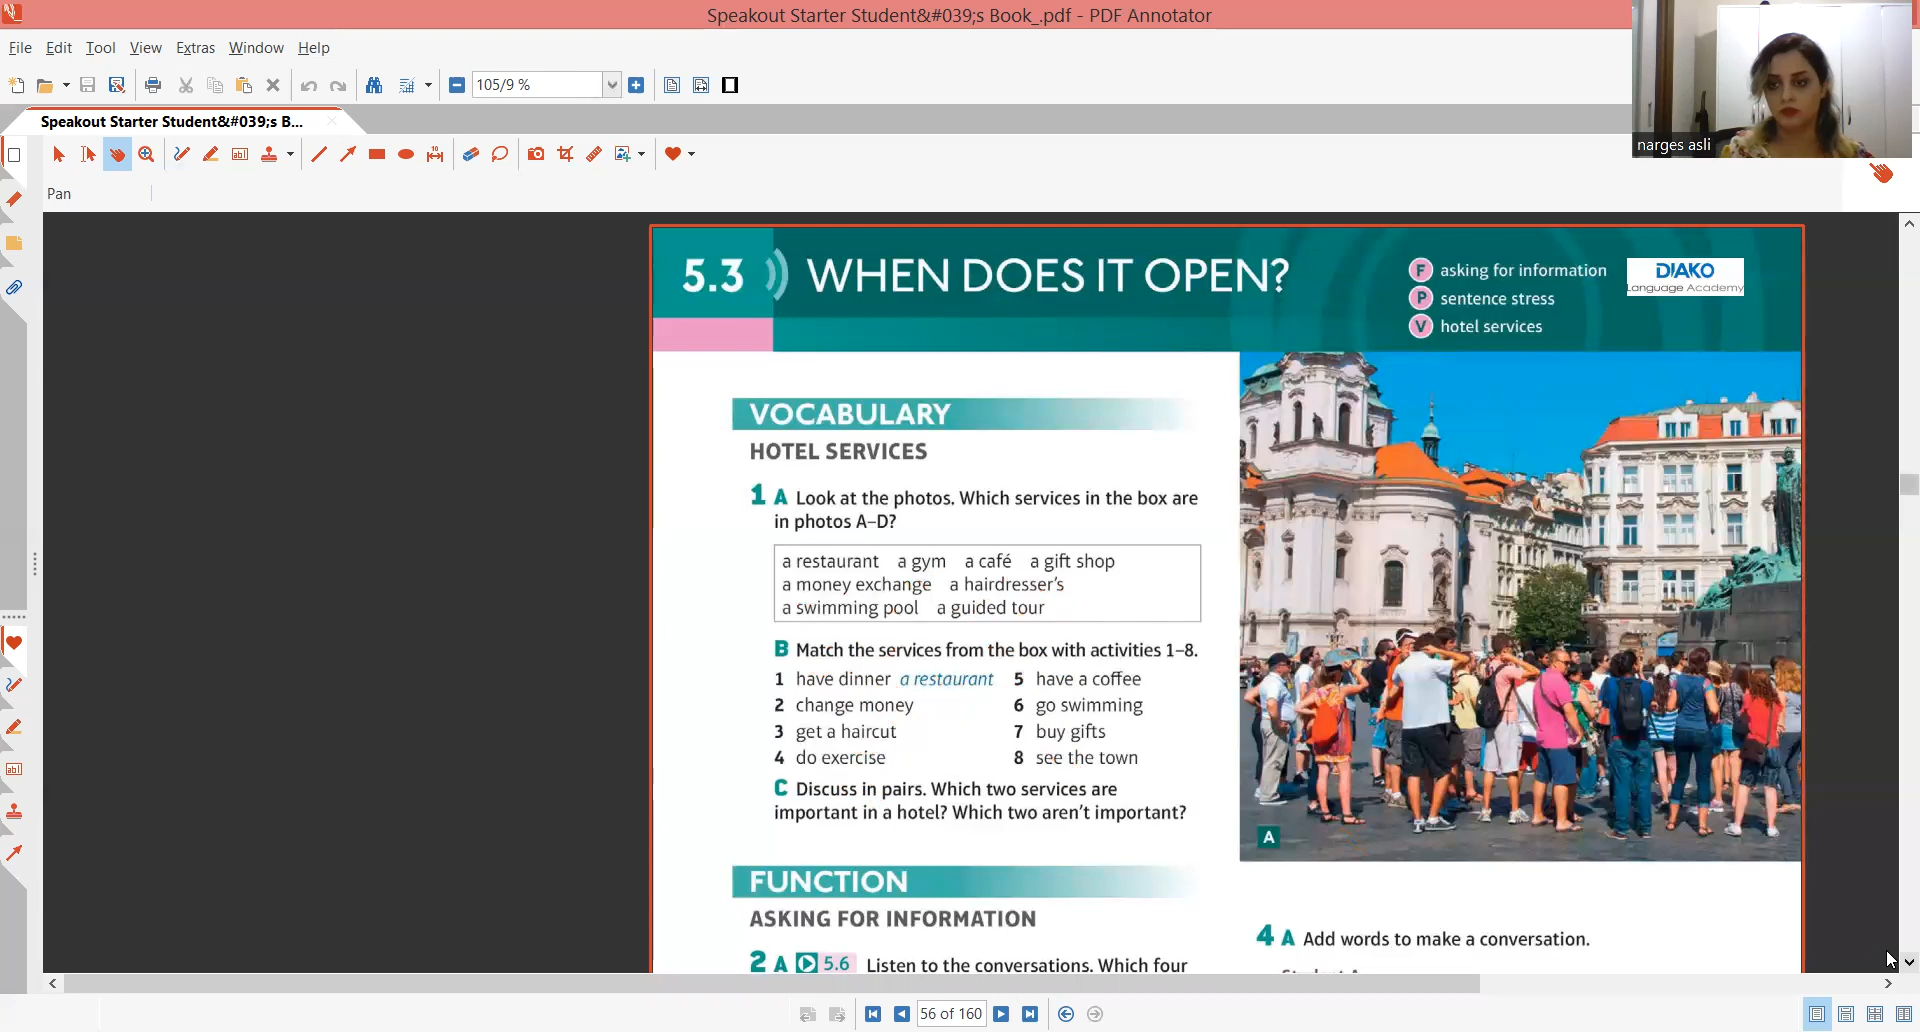 Speakout Starter Student&#039;s Book_.pdf - PDF Annotator
File Edit Tool View Extras Window Help
105/9 %
Speakout Starter Student&#039;s B...
Pan
narges asli
5.3 WHEN DOES IT OPEN?
F asking for information
P sentence stress
V hotel services
DIAKO
Language Academy
VOCABULARY
HOTEL SERVICES
1 A Look at the photos. Which services in the box are
in photos A–D?
a restaurant a gym a café a gift shop
a money exchange a hairdresser's
a swimming pool a guided tour
B Match the services from the box with activities 1–8.
1 have dinner a restaurant 5 have a coffee
2 change money 6 go swimming
3 get a haircut 7 buy gifts
4 do exercise 8 see the town
C Discuss in pairs. Which two services are
important in a hotel? Which two aren't important?
A
FUNCTION
ASKING FOR INFORMATION
2 A 5.6 Listen to the conversations. Which four
4 A Add words to make a conversation.
56 of 160